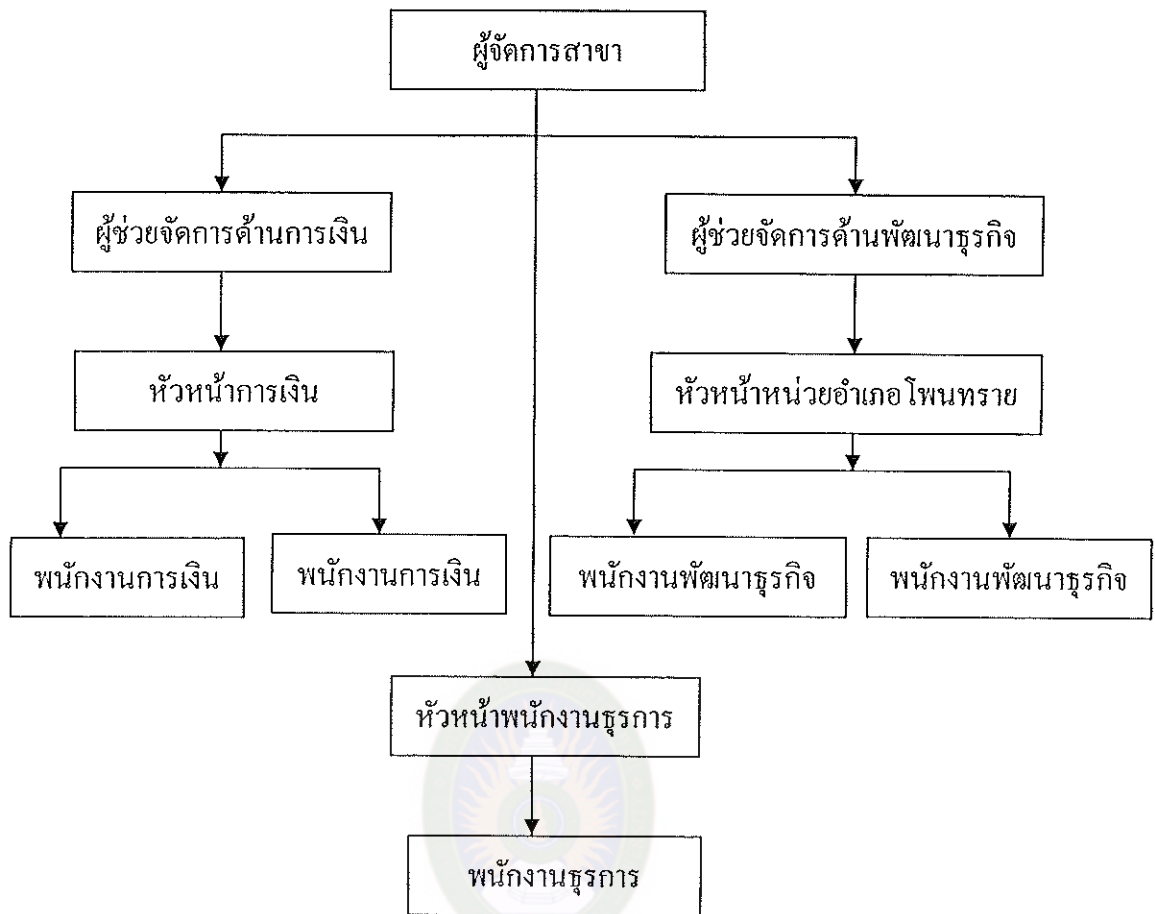 ผู้จัดการสาขา
ผู้ช่วยจัดการด้านการเงิน
ผู้ช่วยจัดการด้านพัฒนาธุรกิจ
หัวหน้าการเงิน
หัวหน้าหน่วยอำเภอโพนทราย
พนักงานการเงิน
พนักงานการเงิน
พนักงานพัฒนาธุรกิจ
พนักงานพัฒนาธุรกิจ
หัวหน้าพนักงานธุรการ
พนักงานธุรการ